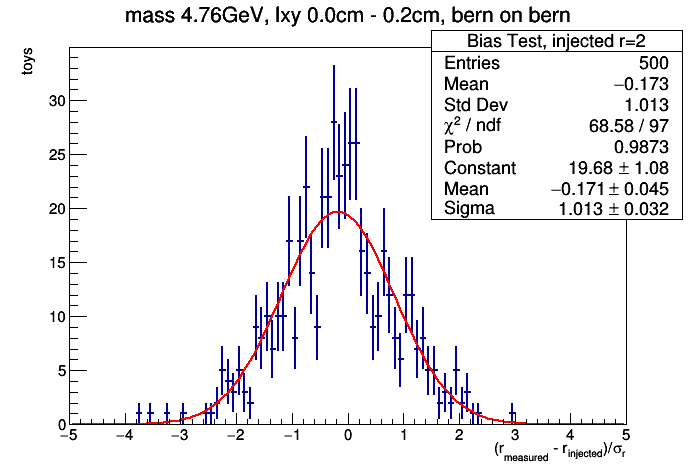 mass 4.76GeV, lxy 0.0cm - 0.2cm, bern on bern
Bias Test, injected r=2
Entries 500
Mean −0.173
Std Dev 1.013
χ² / ndf 68.58 / 97
Prob 0.9873
Constant 19.68 ± 1.08
Mean −0.171 ± 0.045
Sigma 1.013 ± 0.032
toys
30
25
20
15
10
5
0
−5 −4 −3 −2 −1 0 1 2 3 4 5
(r_measured - r_injected)/σ_r